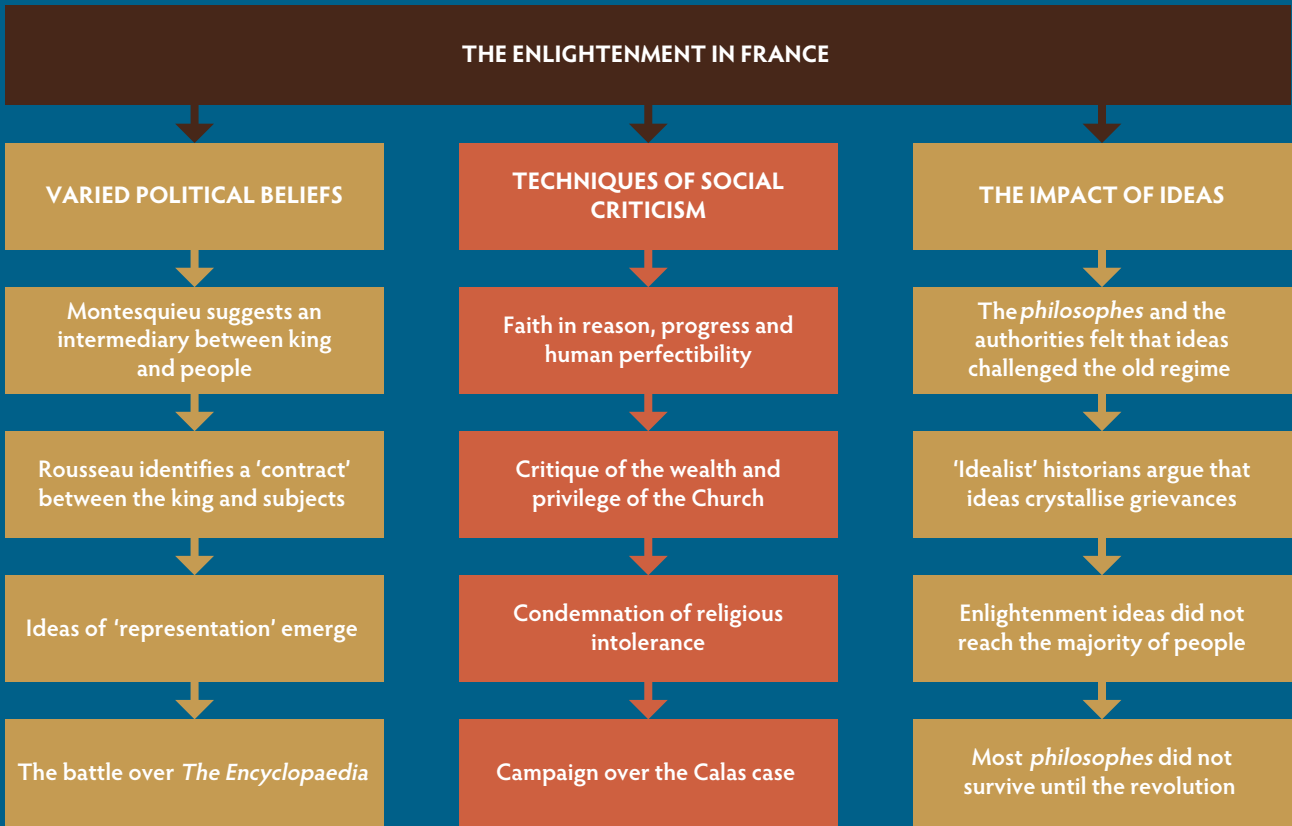 THE ENLIGHTENMENT IN FRANCE
VARIED POLITICAL BELIEFS
Montesquieu suggests an
intermediary between king
and people
Rousseau identifies a ‘contract’
between the king and subjects
Ideas of ‘representation’ emerge
The battle over The Encyclopaedia
TECHNIQUES OF SOCIAL
CRITICISM
Faith in reason, progress and
human perfectibility
Critique of the wealth and
privilege of the Church
Condemnation of religious
intolerance
Campaign over the Calas case
THE IMPACT OF IDEAS
The philosophes and the
authorities felt that ideas
challenged the old regime
‘Idealist’ historians argue that
ideas crystallise grievances
Enlightenment ideas did not
reach the majority of people
Most philosophes did not
survive until the revolution